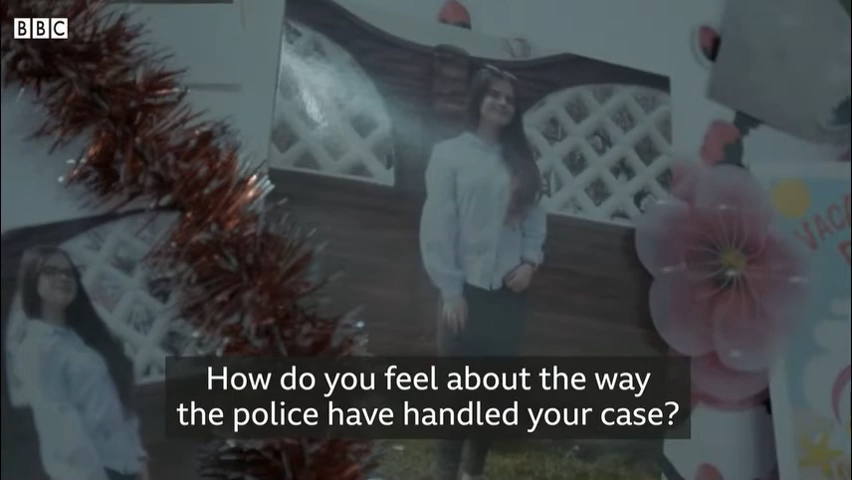 BBC
How do you feel about the way
the police have handled your case?